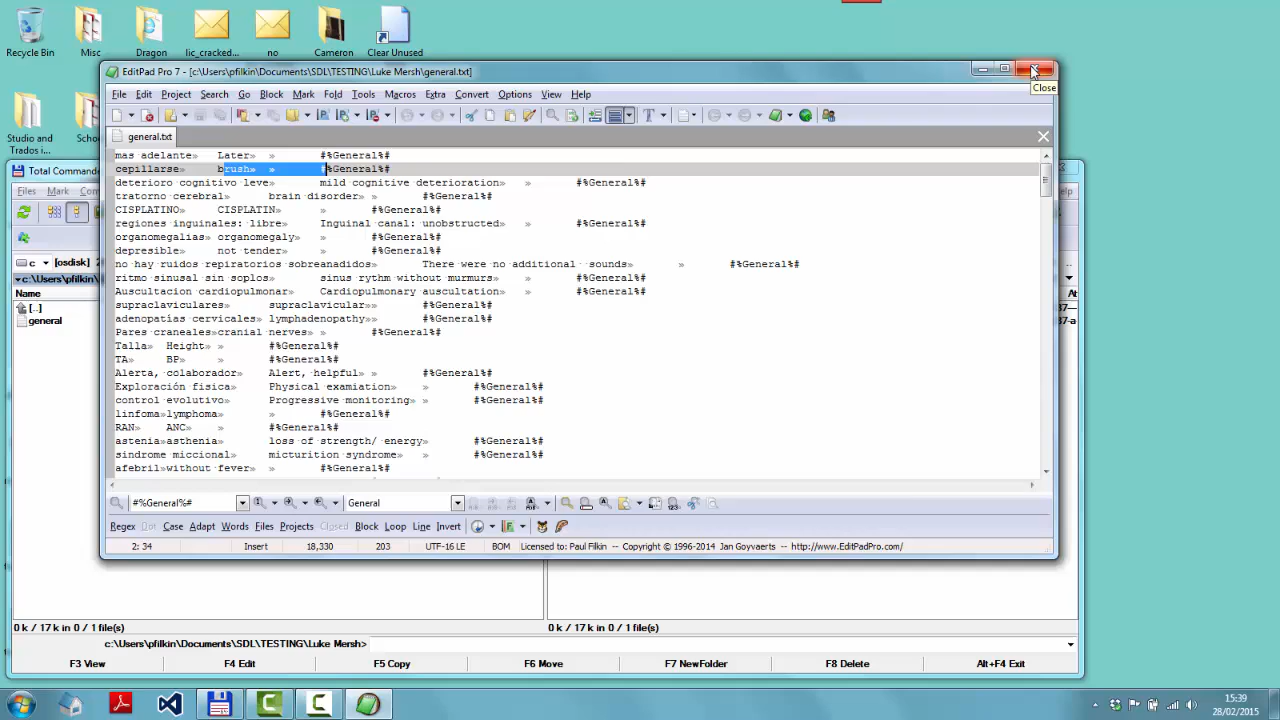 Recycle Bin
Misc
Dragon
lic_cracked...
no
Cameron
Clear Unused
Studio and
Trados i...
EditPad Pro 7 - [c:\Users\pfilkin\Documents\SDL\TESTING\Luke Mersh\general.txt]
Close
File Edit Project Search Go Block Mark Fold Tools Macros Extra Convert Options View Help
general.txt
mas adelante» Later» » #%General%#
cepillarse» brush» » #%General%#
deterioro cognitivo leve» mild cognitive deterioration» » #%General%#
tratorno cerebral» brain disorder» » #%General%#
CISPLATINO» CISPLATIN» » #%General%#
regiones inguinales: libre» Inguinal canal: unobstructed» » #%General%#
organomegalias» organomegaly» » #%General%#
depresible» not tender» » #%General%#
no hay ruidos repiratorios sobreanadidos» There were no additional sounds» » #%General%#
ritmo sinusal sin soplos» sinus rythm without murmurs» » #%General%#
Auscultacion cardiopulmonar» Cardiopulmonary auscultation» » #%General%#
supraclaviculares» supraclavicular»» #%General%#
adenopatías cervicales» lymphadenopathy»» #%General%#
Pares craneales»cranial nerves» » #%General%#
Talla» Height» » #%General%#
TA» BP» » #%General%#
Alerta, colaborador» Alert, helpful» » #%General%#
Exploración fisica» Physical examiation» » #%General%#
control evolutivo» Progressive monitoring» » #%General%#
linfoma»lymphoma» » #%General%#
RAN» ANC» » #%General%#
astenia»asthenia» loss of strength/ energy» #%General%#
sindrome miccional» micturition syndrome» » #%General%#
afebril»without fever» » #%General%#
#%General%# General
Regex Dot Case Adapt Words Files Projects Closed Block Loop Line Invert
2: 34 Insert 18,330 203 UTF-16 LE BOM Licensed to: Paul Filkin -- Copyright © 1996-2014 Jan Goyvaerts -- http://www.EditPadPro.com/
Total Commande
Files Mark
c [osdisk]
c:\Users\pfilkin\
Name
[..]
general
0 k / 17 k in 0 / 1 file(s) 0 k / 17 k in 0 / 1 file(s)
c:\Users\pfilkin\Documents\SDL\TESTING\Luke Mersh>
F3 View F4 Edit F5 Copy F6 Move F7 NewFolder F8 Delete Alt+F4 Exit
15:39
28/02/2015